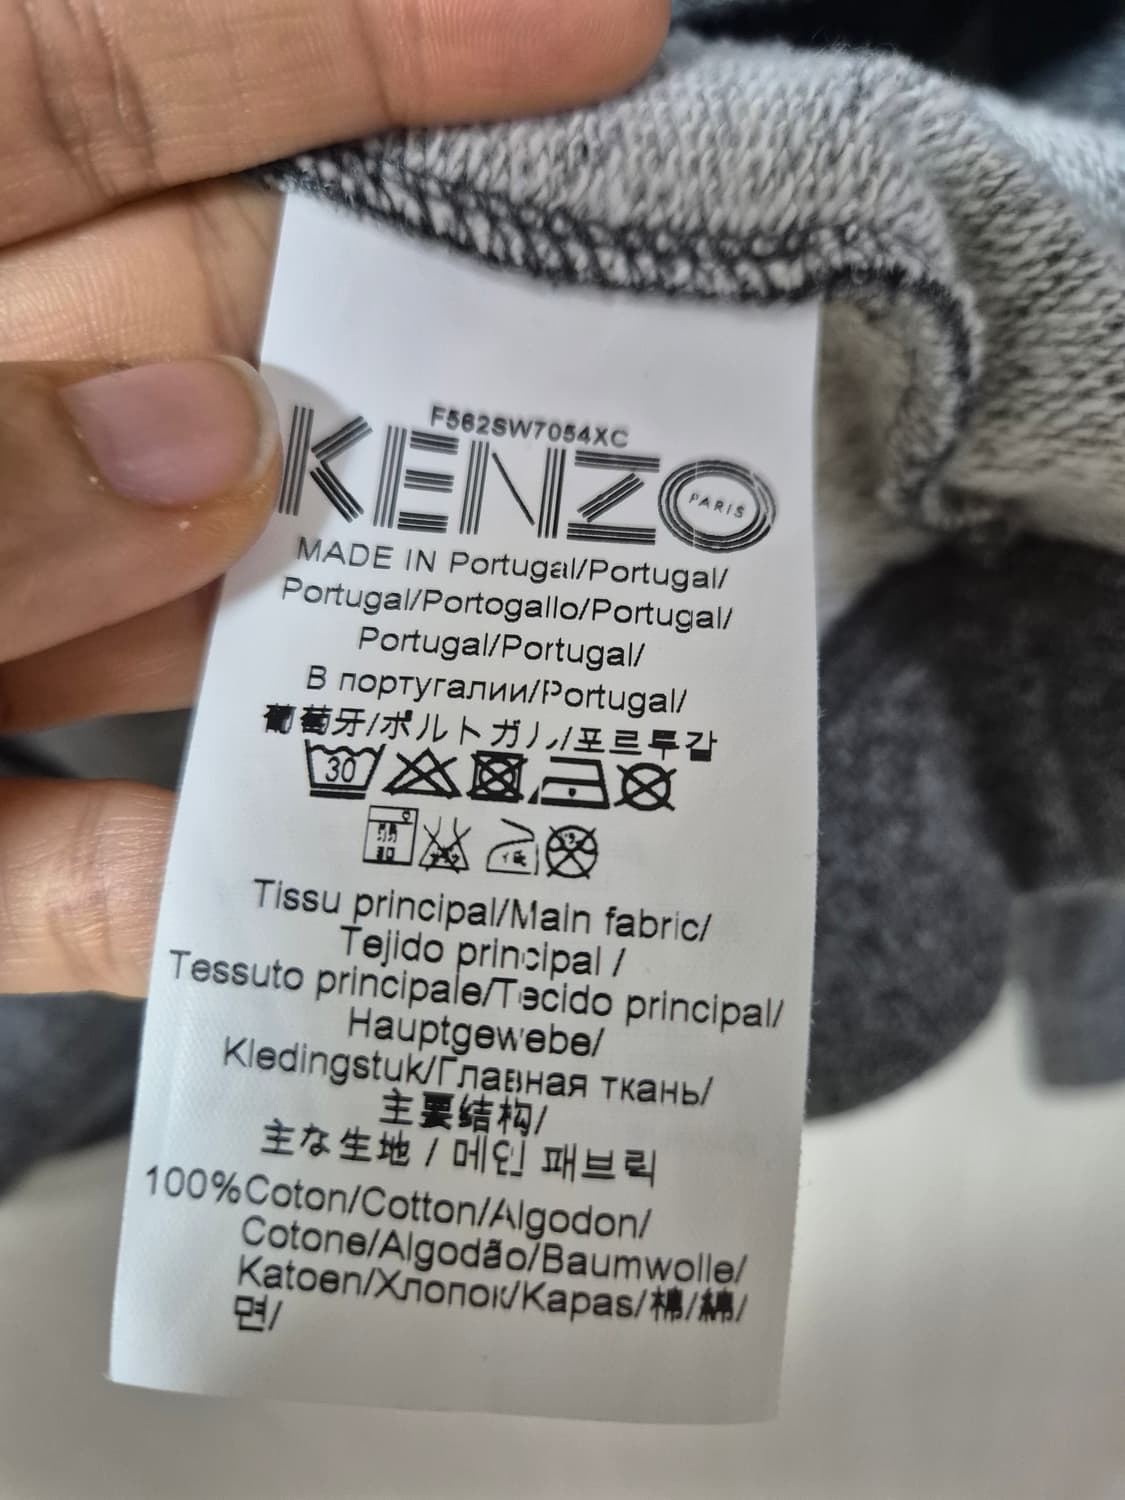 F562SW7054XC
KENZO
PARIS
MADE IN Portugal/Portugal/
Portugal/Portogallo/Portugal/
Portugal/Portugal/
В португалии/Portugal/
葡萄牙/ポルトガル/포르투갈
30
Tissu principal/Main fabric/
Tejido principal /
Tessuto principale/Tecido principal/
Hauptgewebe/
Kledingstuk/Главная ткань/
主要结构/
主な生地 / 메인 패브릭
100%Coton/Cotton/Algodon/
Cotone/Algodão/Baumwolle/
Katoen/Хлопок/Kapas/棉/綿/
면/